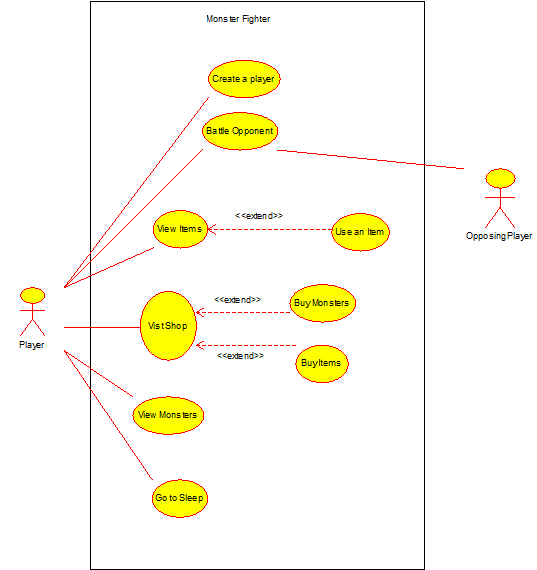 Monster Fighter
Create a player
Battle Opponent
<<extend>>
View Items
Use an Item
Opposing Player
<<extend>>
Buy Monsters
Vist Shop
Player
<<extend>>
Buy Items
View Monsters
Go to Sleep